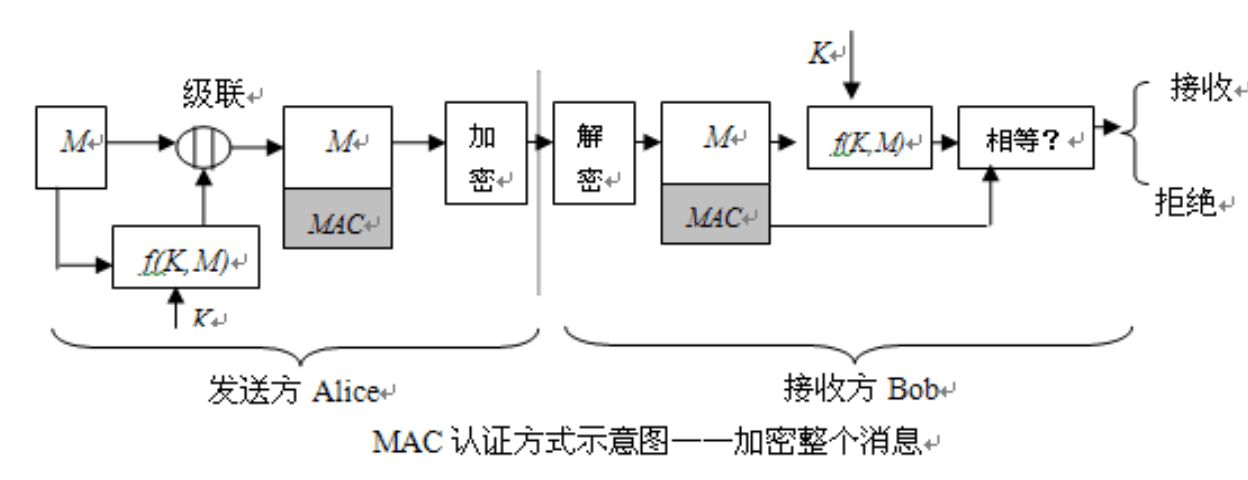 级联↵
K↵
接收↵
M↵
M↵
加密↵
解密↵
M↵
f(K,M)↵
相等？↵
MAC↵
MAC↵
拒绝↵
f(K,M)↵
K↵
发送方 Alice↵
接收方 Bob↵
MAC 认证方式示意图——加密整个消息↵